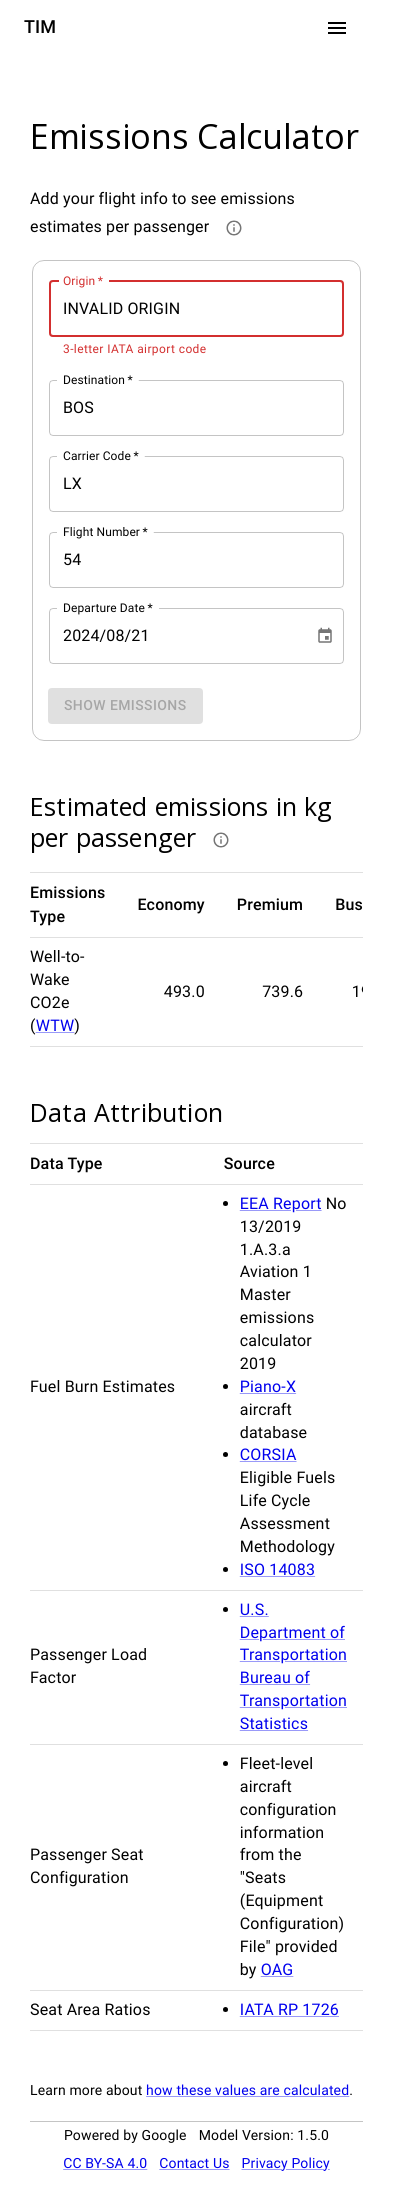 TIM
Emissions Calculator
Add your flight info to see emissions
estimates per passenger
Origin *
INVALID ORIGIN
3-letter IATA airport code
Destination *
BOS
Carrier Code *
LX
Flight Number *
54
Departure Date *
2024/08/21
SHOW EMISSIONS
Estimated emissions in kg
per passenger
Emissions
Type
Economy
Premium
Bus
Well-to-
Wake
CO2e
(WTW)
493.0
739.6
Data Attribution
Data Type
Source
Fuel Burn Estimates
• EEA Report No
13/2019
1.A.3.a
Aviation 1
Master
emissions
calculator
2019
• Piano-X
aircraft
database
• CORSIA
Eligible Fuels
Life Cycle
Assessment
Methodology
• ISO 14083
Passenger Load
Factor
• U.S.
Department of
Transportation
Bureau of
Transportation
Statistics
Passenger Seat
Configuration
• Fleet-level
aircraft
configuration
information
from the
"Seats
(Equipment
Configuration)
File" provided
by OAG
Seat Area Ratios
• IATA RP 1726
Learn more about how these values are calculated.
Powered by Google Model Version: 1.5.0
CC BY-SA 4.0 Contact Us Privacy Policy